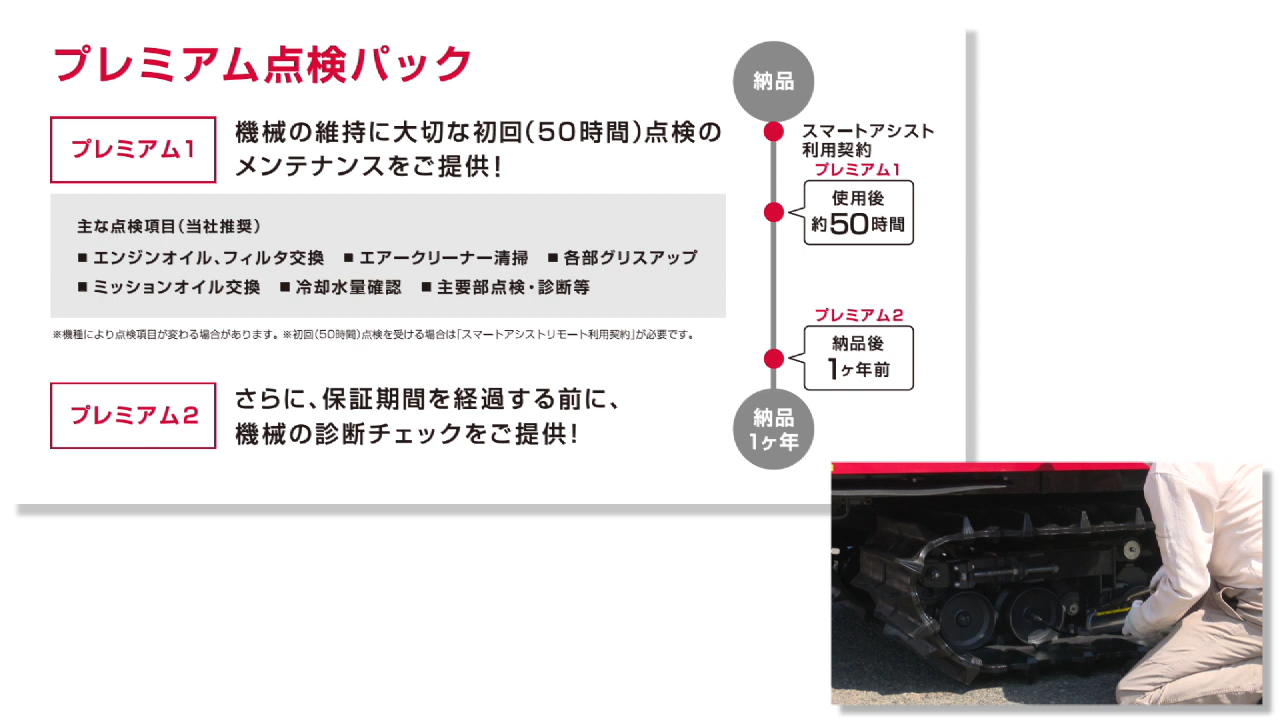 プレミアム点検パック
プレミアム1
機械の維持に大切な初回(50時間)点検の
メンテナンスをご提供!
主な点検項目(当社推奨)
■ エンジンオイル、フィルタ交換 ■ エアークリーナー清掃 ■ 各部グリスアップ
■ ミッションオイル交換 ■ 冷却水量確認 ■ 主要部点検・診断等
※機種により点検項目が変わる場合があります。※初回(50時間)点検を受ける場合は「スマートアシストリモート利用契約」が必要です。
プレミアム2
さらに、保証期間を経過する前に、
機械の診断チェックをご提供!
納品
スマートアシスト
利用契約
プレミアム1
使用後
約50時間
プレミアム2
納品後
1ヶ年前
納品
1ヶ年